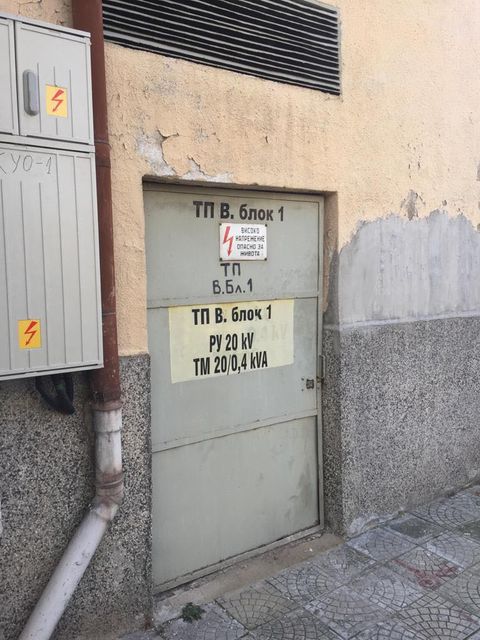 КУО-1
ТП В. блок 1
ВИСОКО
НАПРЕЖЕНИЕ
ОПАСНО ЗА
ЖИВОТА
ТП
В.Бл.1
ТП В. блок 1
РУ 20 kV
ТМ 20/0,4 kVA